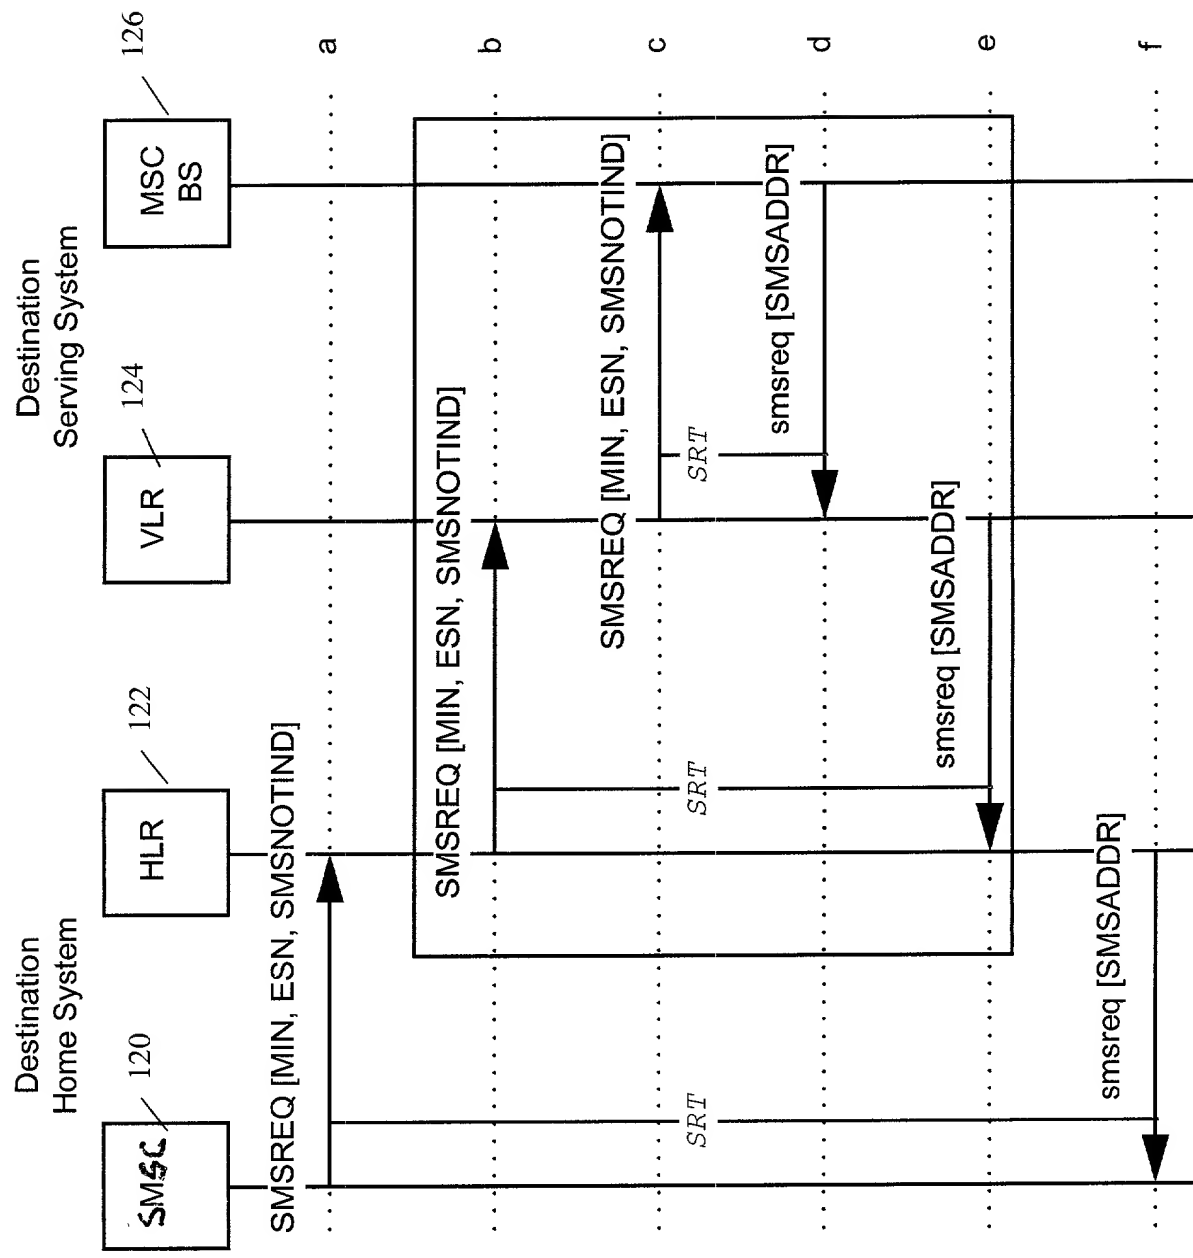 Destination
Home System
Destination
Serving System
SMSC
120
HLR
122
VLR
124
MSC
BS
126
SMSREQ [MIN, ESN, SMSNOTIND]
a
SMSREQ [MIN, ESN, SMSNOTIND]
b
SMSREQ [MIN, ESN, SMSNOTIND]
c
SRT
SRT
SRT
smsreq [SMSADDR]
d
smsreq [SMSADDR]
e
smsreq [SMSADDR]
f